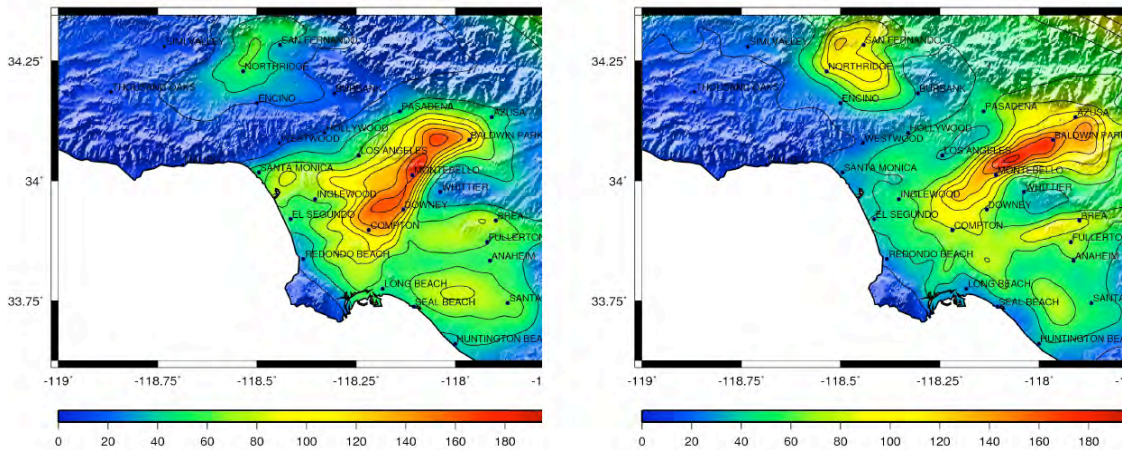 34.25°
34°
33.75°
SIMI VALLEY
SAN FERNANDO
NORTHRIDGE
THOUSAND OAKS
ENCINO
BURBANK
PASADENA
AZUSA
HOLLYWOOD
WESTWOOD
BALDWIN PARK
LOS ANGELES
SANTA MONICA
MONTEBELLO
WHITTIER
INGLEWOOD
DOWNEY
EL SEGUNDO
BREA
COMPTON
FULLERTON
REDONDO BEACH
ANAHEIM
LONG BEACH
SEAL BEACH
SANTA
HUNTINGTON BEA
-119° -118.75° -118.5° -118.25° -118°
0 20 40 60 80 100 120 140 160 180
34.25°
34°
33.75°
SIMI VALLEY
SAN FERNANDO
NORTHRIDGE
THOUSAND OAKS
BURBANK
ENCINO
PASADENA
AZUSA
HOLLYWOOD
WESTWOOD
BALDWIN PARK
LOS ANGELES
SANTA MONICA
MONTEBELLO
WHITTIER
INGLEWOOD
DOWNEY
EL SEGUNDO
BREA
COMPTON
FULLERTON
REDONDO BEACH
ANAHEIM
LONG BEACH
SEAL BEACH
SANTA
HUNTINGTON BEA
-119° -118.75° -118.5° -118.25° -118°
0 20 40 60 80 100 120 140 160 180